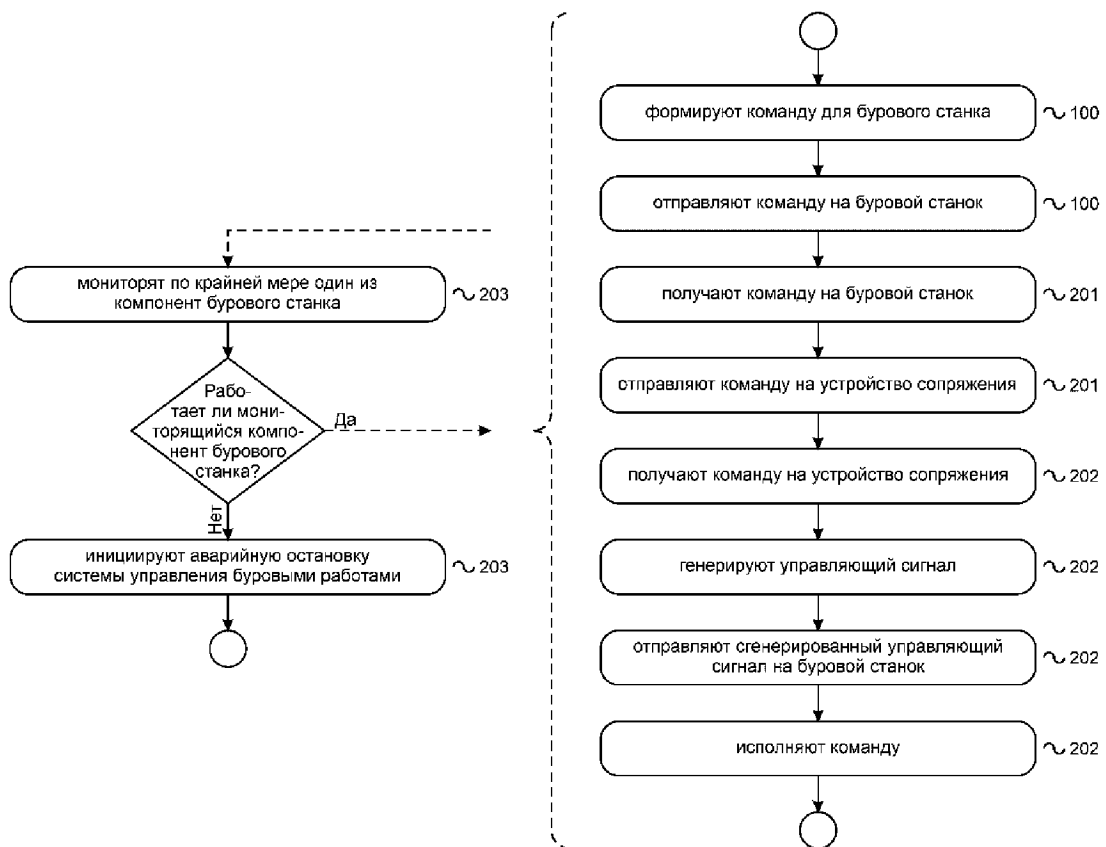 формируют команду для бурового станка
100
отправляют команду на буровой станок
100
получают команду на буровой станок
201
отправляют команду на устройство сопряжения
201
получают команду на устройство сопряжения
202
генерируют управляющий сигнал
202
отправляют сгенерированный управляющий
сигнал на буровой станок
202
исполняют команду
202
мониторят по крайней мере один из
компонент бурового станка
203
Рабо-
тает ли мони-
торящийся компо-
нент бурового
станка?
Да
Нет
инициируют аварийную остановку
системы управления буровыми работами
203